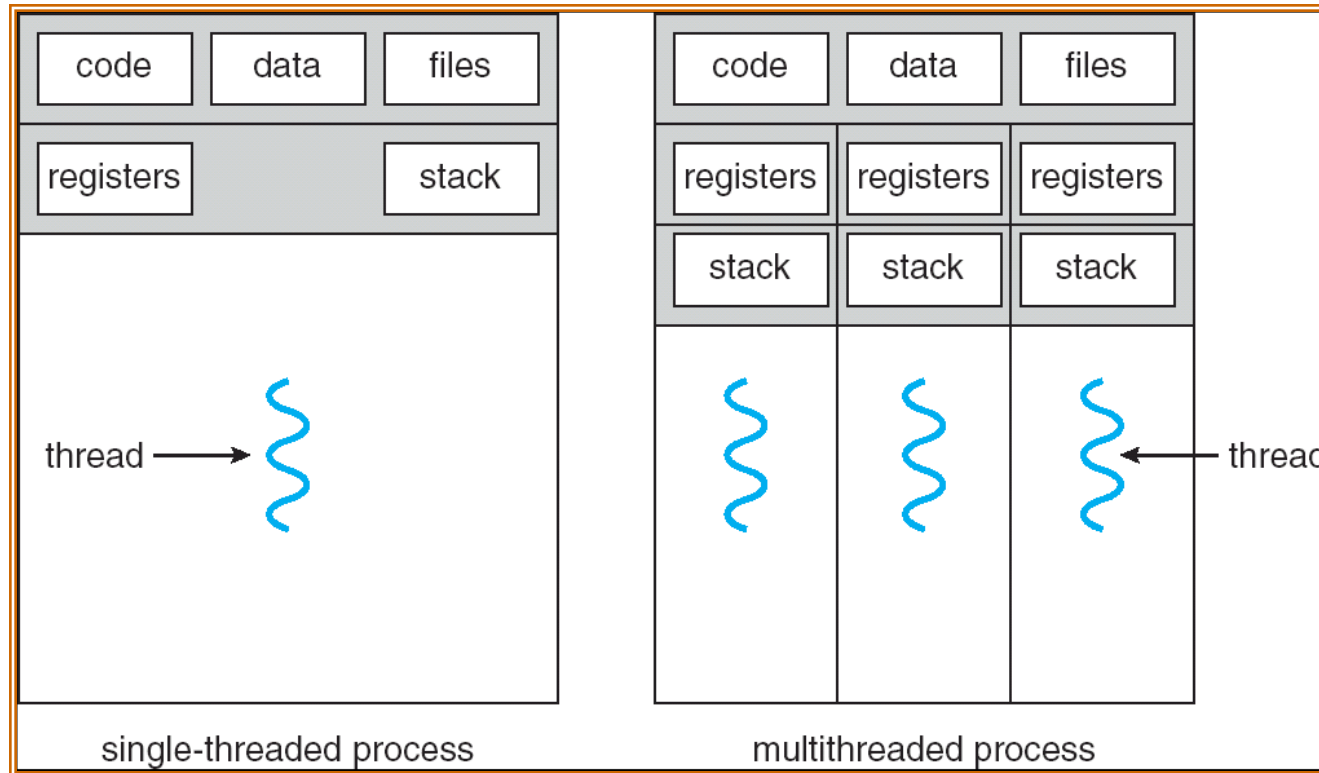 code data files
registers stack
thread
single-threaded process
code data files
registers registers registers
stack stack stack
thread
multithreaded process